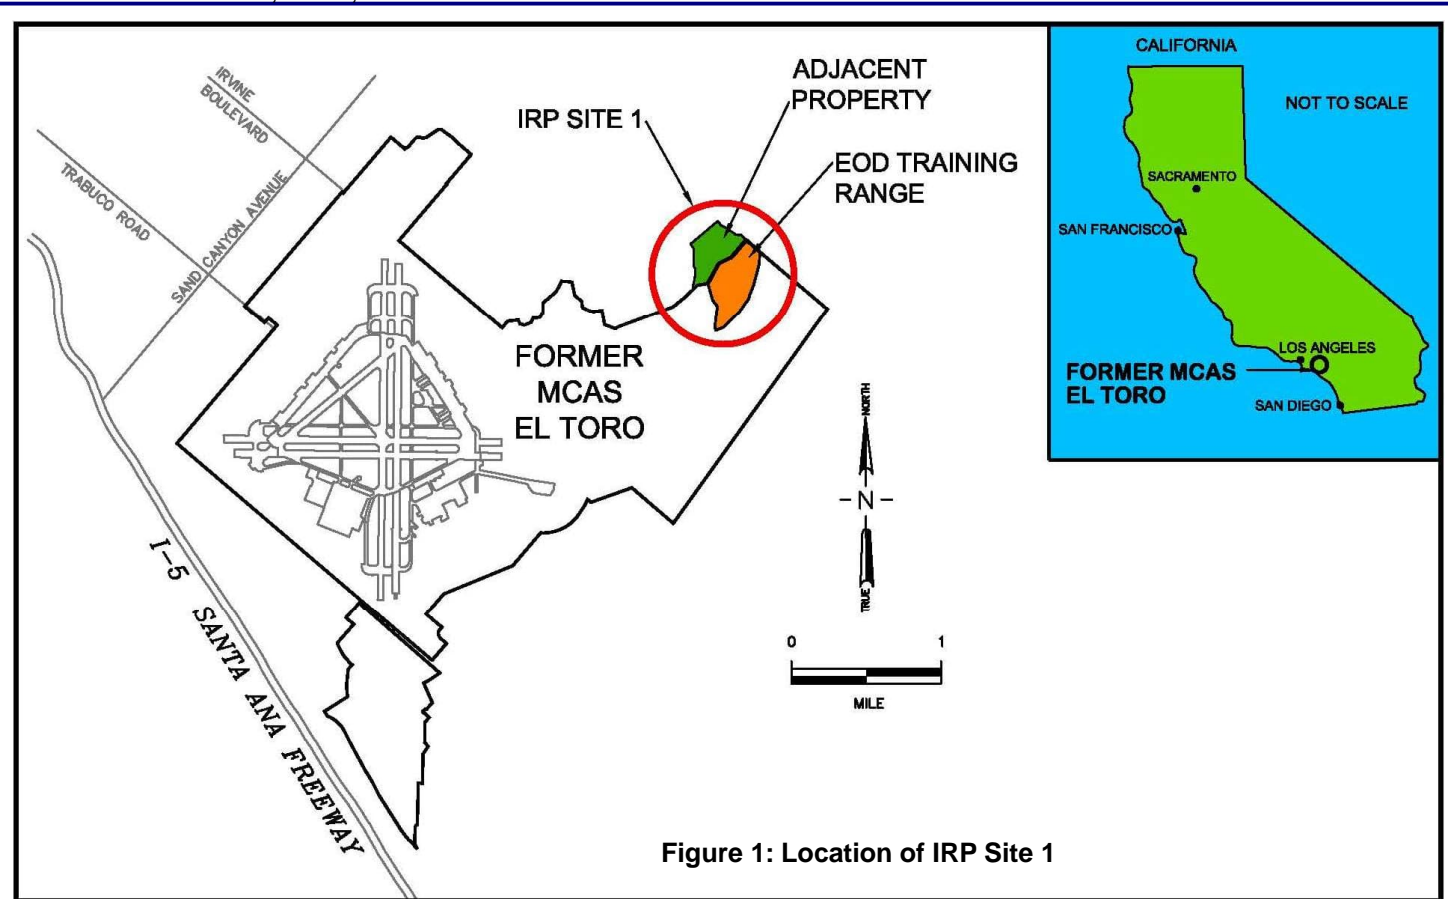 IRVINE
BOULEVARD
TRABUCO ROAD
SAND CANYON AVENUE
IRP SITE 1
ADJACENT
PROPERTY
EOD TRAINING
RANGE
FORMER
MCAS
EL TORO
I-5 SANTA ANA FREEWAY
NORTH
N
TRUE
0 1
MILE
CALIFORNIA
NOT TO SCALE
SACRAMENTO
SAN FRANCISCO
LOS ANGELES
FORMER MCAS
EL TORO
SAN DIEGO
Figure 1: Location of IRP Site 1